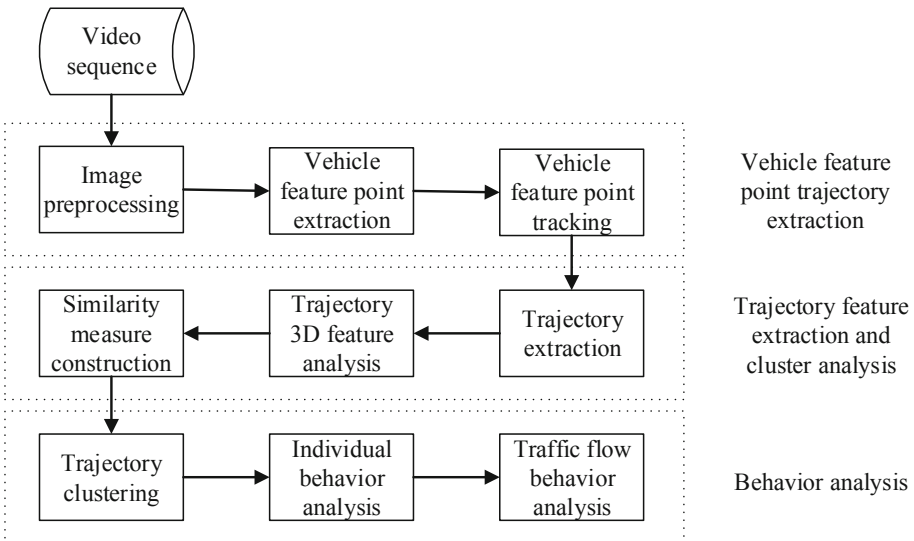 Video
sequence
Image
preprocessing
Vehicle
feature point
extraction
Vehicle
feature point
tracking
Vehicle feature
point trajectory
extraction
Similarity
measure
construction
Trajectory
3D feature
analysis
Trajectory
extraction
Trajectory feature
extraction and
cluster analysis
Trajectory
clustering
Individual
behavior
analysis
Traffic flow
behavior
analysis
Behavior analysis